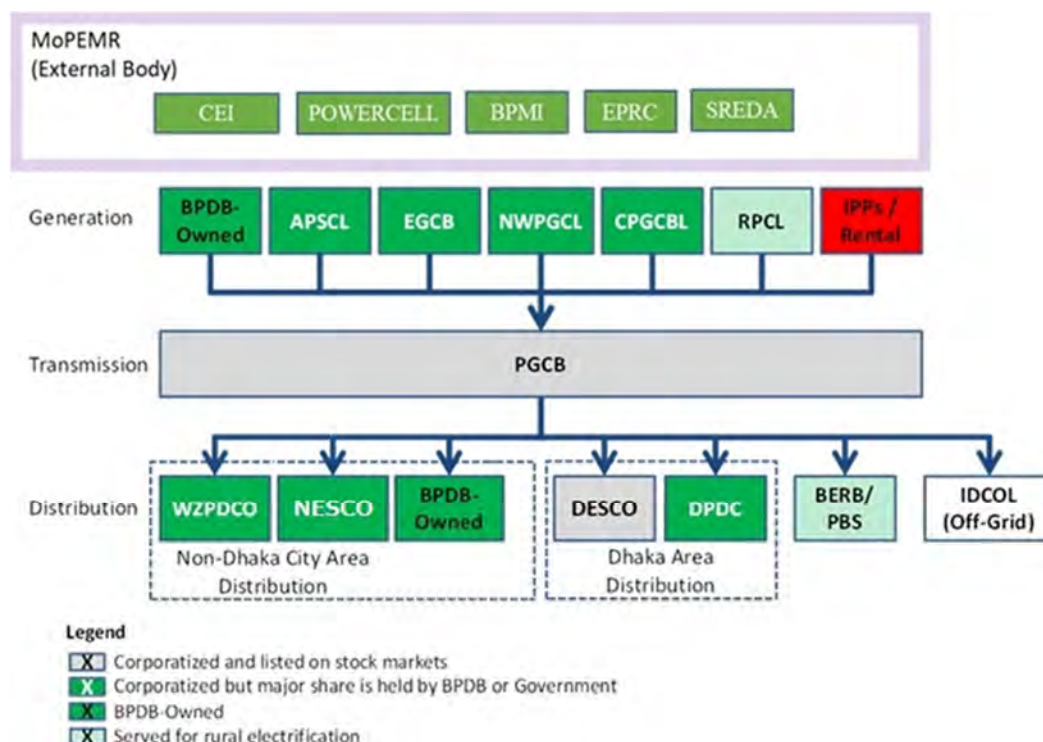 MoPEMR
(External Body)
CEI
POWERCELL
BPMI
EPRC
SREDA
Generation
BPDB-
Owned
APSCL
EGCB
NWPGCL
CPGCBL
RPCL
IPPs /
Rental
Transmission
PGCB
Distribution
WZPDCO
NESCO
BPDB-
Owned
Non-Dhaka City Area
Distribution
DESCO
DPDC
Dhaka Area
Distribution
BERB/
PBS
IDCOL
(Off-Grid)
Legend
X Corporatized and listed on stock markets
X Corporatized but major share is held by BPDB or Government
X BPDB-Owned
X Served for rural electrification